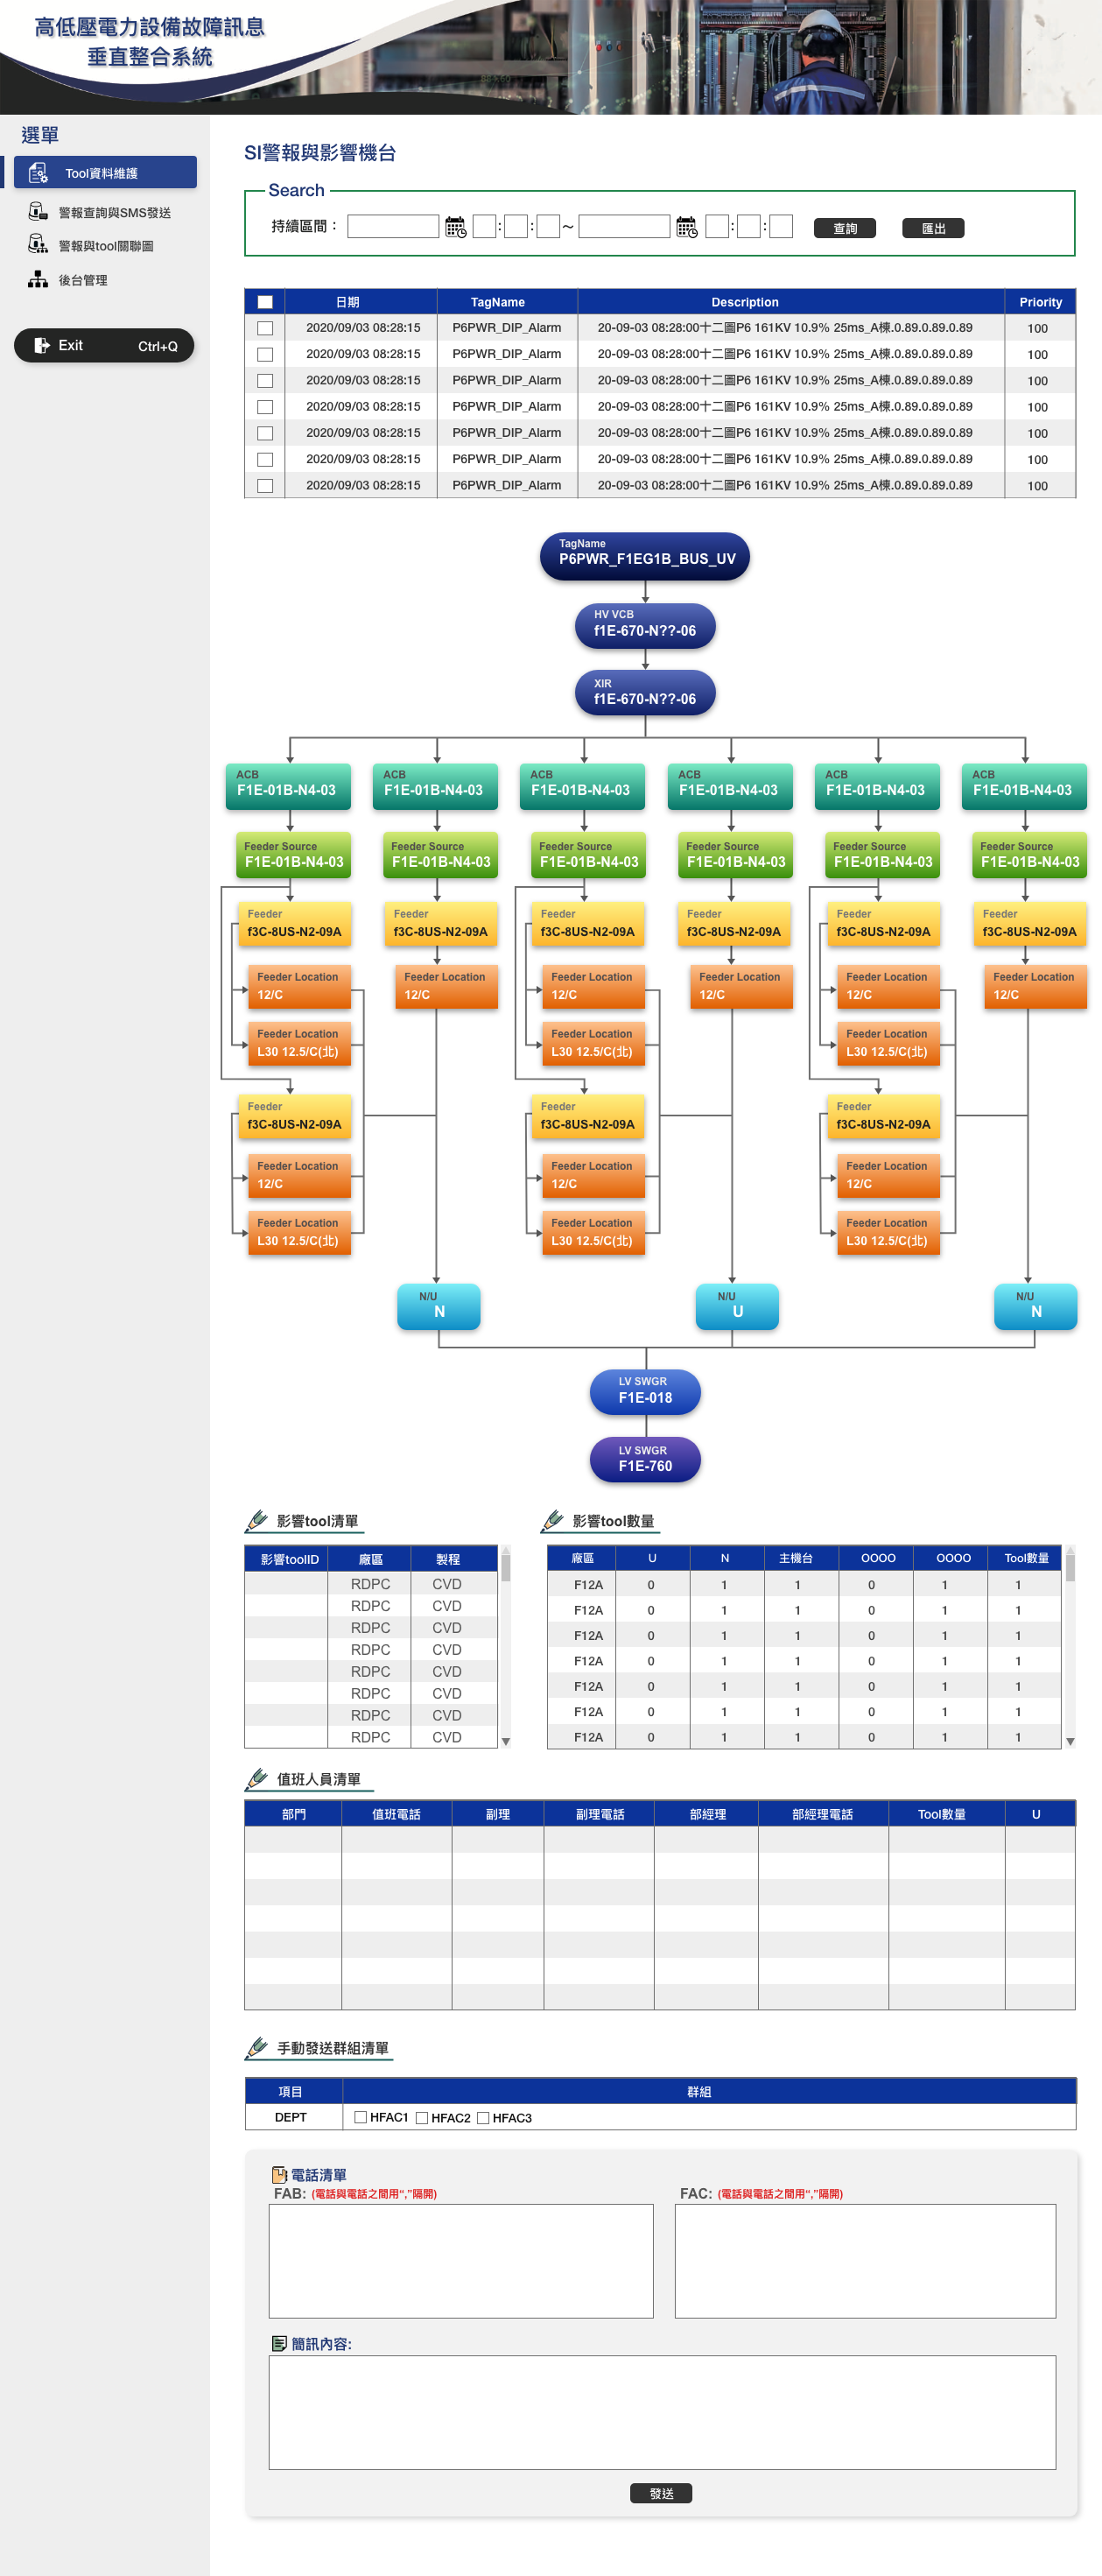 高低壓電力設備故障訊息
垂直整合系統
選單
Tool資料維護
警報查詢與SMS發送
警報與tool關聯圖
後台管理
Exit Ctrl+Q
SI警報與影響機台
Search
持續區間： : : ～ : : 查詢 匯出
日期 TagName Description Priority
2020/09/03 08:28:15 P6PWR_DIP_Alarm 20-09-03 08:28:00十二圖P6 161KV 10.9% 25ms_A棟.0.89.0.89.0.89 100
2020/09/03 08:28:15 P6PWR_DIP_Alarm 20-09-03 08:28:00十二圖P6 161KV 10.9% 25ms_A棟.0.89.0.89.0.89 100
2020/09/03 08:28:15 P6PWR_DIP_Alarm 20-09-03 08:28:00十二圖P6 161KV 10.9% 25ms_A棟.0.89.0.89.0.89 100
2020/09/03 08:28:15 P6PWR_DIP_Alarm 20-09-03 08:28:00十二圖P6 161KV 10.9% 25ms_A棟.0.89.0.89.0.89 100
2020/09/03 08:28:15 P6PWR_DIP_Alarm 20-09-03 08:28:00十二圖P6 161KV 10.9% 25ms_A棟.0.89.0.89.0.89 100
2020/09/03 08:28:15 P6PWR_DIP_Alarm 20-09-03 08:28:00十二圖P6 161KV 10.9% 25ms_A棟.0.89.0.89.0.89 100
2020/09/03 08:28:15 P6PWR_DIP_Alarm 20-09-03 08:28:00十二圖P6 161KV 10.9% 25ms_A棟.0.89.0.89.0.89 100
TagName
P6PWR_F1EG1B_BUS_UV
HV VCB
f1E-670-N??-06
XIR
f1E-670-N??-06
ACB ACB ACB ACB ACB ACB
F1E-01B-N4-03 F1E-01B-N4-03 F1E-01B-N4-03 F1E-01B-N4-03 F1E-01B-N4-03 F1E-01B-N4-03
Feeder Source Feeder Source Feeder Source Feeder Source Feeder Source Feeder Source
F1E-01B-N4-03 F1E-01B-N4-03 F1E-01B-N4-03 F1E-01B-N4-03 F1E-01B-N4-03 F1E-01B-N4-03
Feeder Feeder Feeder Feeder Feeder Feeder
f3C-8US-N2-09A f3C-8US-N2-09A f3C-8US-N2-09A f3C-8US-N2-09A f3C-8US-N2-09A f3C-8US-N2-09A
Feeder Location Feeder Location Feeder Location Feeder Location Feeder Location Feeder Location
12/C 12/C 12/C 12/C 12/C 12/C
Feeder Location Feeder Location Feeder Location
L30 12.5/C(北) L30 12.5/C(北) L30 12.5/C(北)
Feeder Feeder Feeder
f3C-8US-N2-09A f3C-8US-N2-09A f3C-8US-N2-09A
Feeder Location Feeder Location Feeder Location
12/C 12/C 12/C
Feeder Location Feeder Location Feeder Location
L30 12.5/C(北) L30 12.5/C(北) L30 12.5/C(北)
N/U N/U N/U
N U N
LV SWGR
F1E-018
LV SWGR
F1E-760
影響tool清單
影響toolID 廠區 製程
RDPC CVD
RDPC CVD
RDPC CVD
RDPC CVD
RDPC CVD
RDPC CVD
RDPC CVD
RDPC CVD
影響tool數量
廠區 U N 主機台 OOOO OOOO Tool數量
F12A 0 1 1 0 1 1
F12A 0 1 1 0 1 1
F12A 0 1 1 0 1 1
F12A 0 1 1 0 1 1
F12A 0 1 1 0 1 1
F12A 0 1 1 0 1 1
F12A 0 1 1 0 1 1
值班人員清單
部門 值班電話 副理 副理電話 部經理 部經理電話 Tool數量 U
手動發送群組清單
項目 群組
DEPT HFAC1 HFAC2 HFAC3
電話清單
FAB: (電話與電話之間用“,”隔開) FAC: (電話與電話之間用“,”隔開)
簡訊內容:
發送